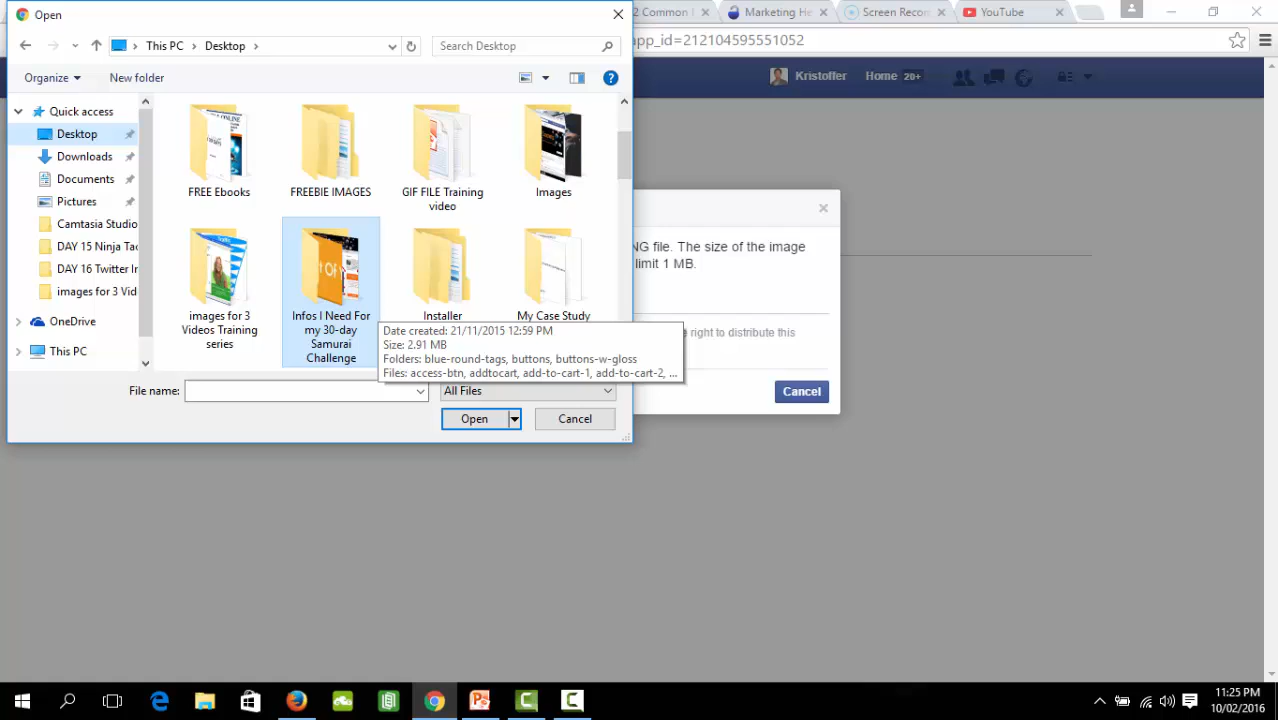 Open
2 Common
Marketing He
Screen Recor
YouTube
This PC
Desktop
Search Desktop
app_id=212104595551052
Organize
New folder
Kristoffer
Home 20+
Quick access
Desktop
Downloads
Documents
Pictures
Camtasia Studio
DAY 15 Ninja Tac
DAY 16 Twitter In
images for 3 Vid
OneDrive
This PC
FREE Ebooks
FREEBIE IMAGES
GIF FILE Training
video
Images
images for 3
Videos Training
series
Infos I Need For
my 30-day
Samurai
Challenge
Installer
My Case Study
Date created: 21/11/2015 12:59 PM
Size: 2.91 MB
Folders: blue-round-tags, buttons, buttons-w-gloss
Files: access-btn, addtocart, add-to-cart-1, add-to-cart-2, ...
NG file. The size of the image
limit 1 MB.
e right to distribute this
Cancel
File name:
All Files
Open
Cancel
11:25 PM
10/02/2016